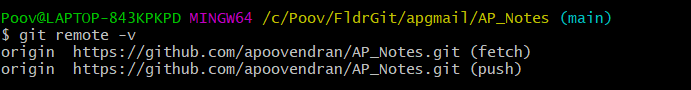 Poov@LAPTOP-843KPKPD MINGW64 /c/Poov/FldrGit/apgmail/AP_Notes (main)
$ git remote -v
origin  https://github.com/apoovendran/AP_Notes.git (fetch)
origin  https://github.com/apoovendran/AP_Notes.git (push)